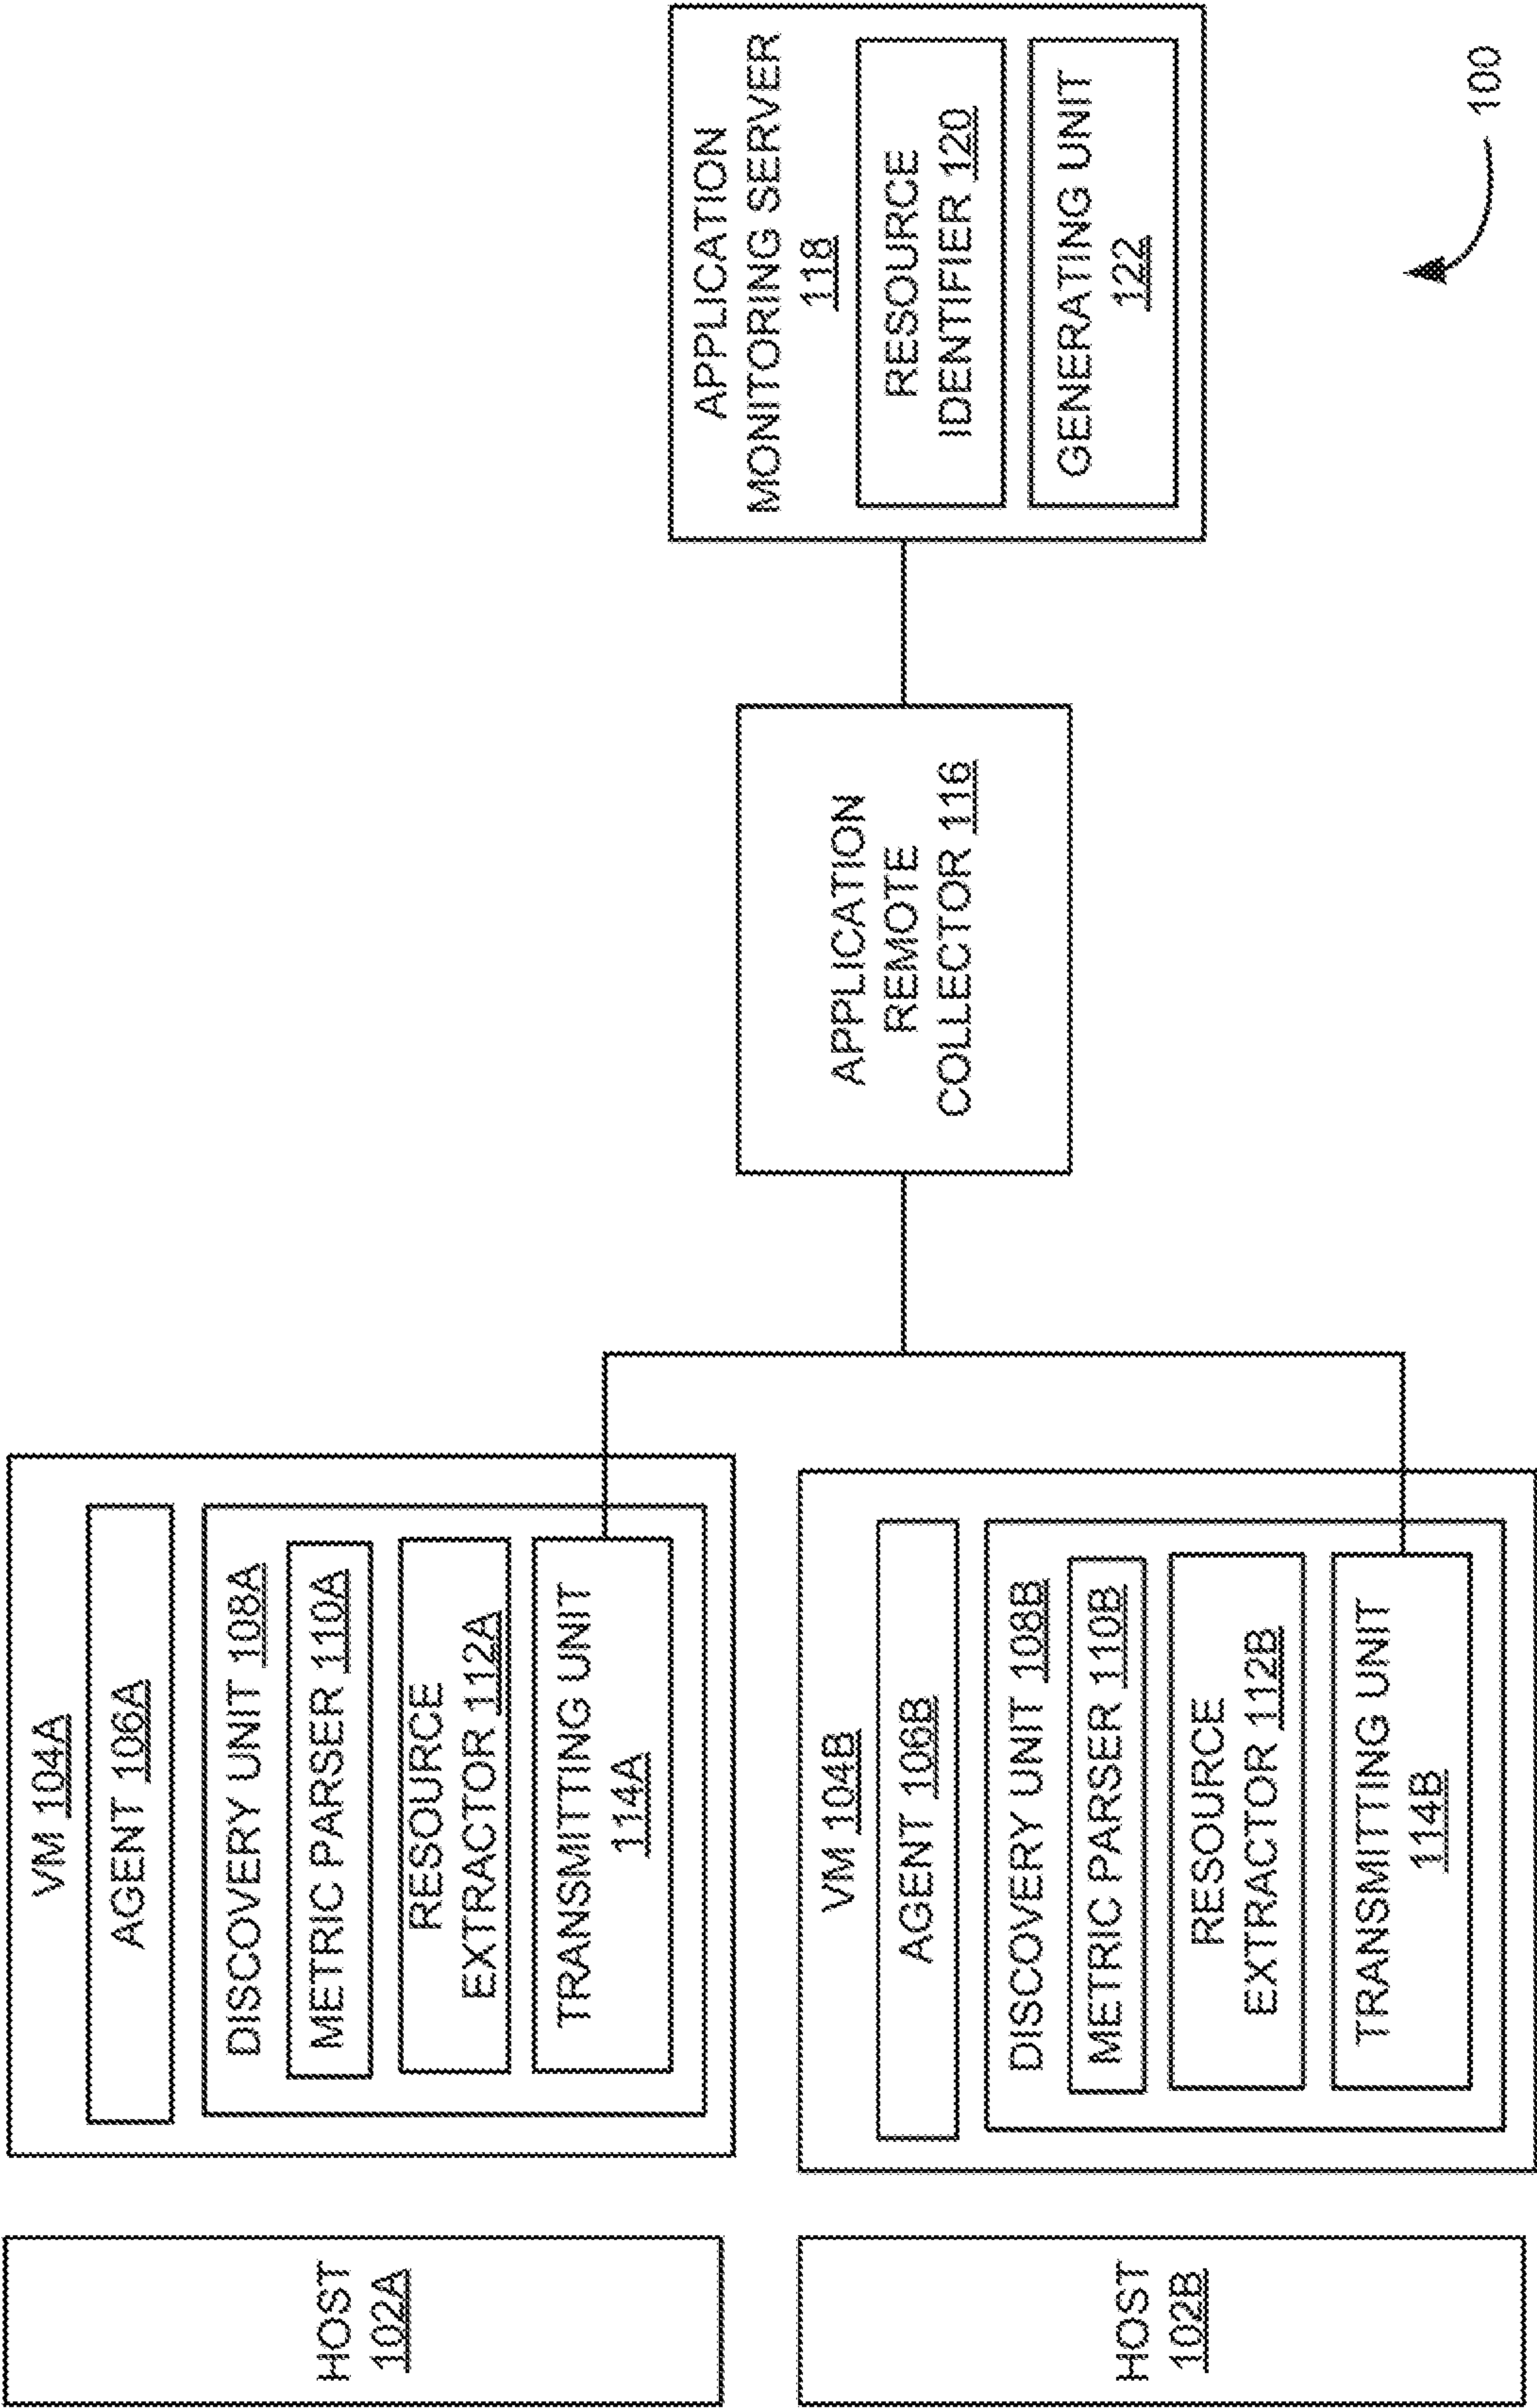 HOST
102A
VM 104A
AGENT 106A
DISCOVERY UNIT 108A
METRIC PARSER 110A
RESOURCE
EXTRACTOR 112A
TRANSMITTING UNIT
114A
HOST
102B
VM 104B
AGENT 106B
DISCOVERY UNIT 108B
METRIC PARSER 110B
RESOURCE
EXTRACTOR 112B
TRANSMITTING UNIT
114B
APPLICATION
REMOTE
COLLECTOR 116
APPLICATION
MONITORING SERVER
118
RESOURCE
IDENTIFIER 120
GENERATING UNIT
122
100